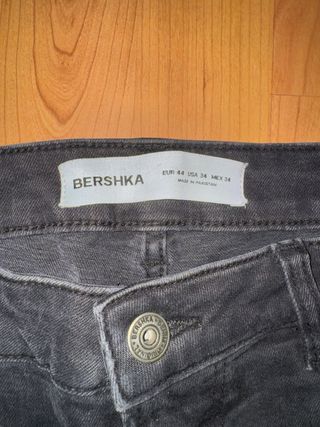 BERSHKA
EUR 44 USA 34 MEX 34
MADE IN PAKISTAN
BERSHKA